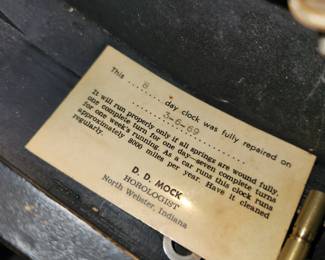 This 8 day clock was fully repaired on
3-6-69
It will run properly only if all springs are wound fully,
one complete turn for one day—seven complete turns
for one week's running. As a car runs this clock runs
approximately 8000 miles per year. Have it cleaned
regularly.
D. D. MOCK
HOROLOGIST
North Webster, Indiana